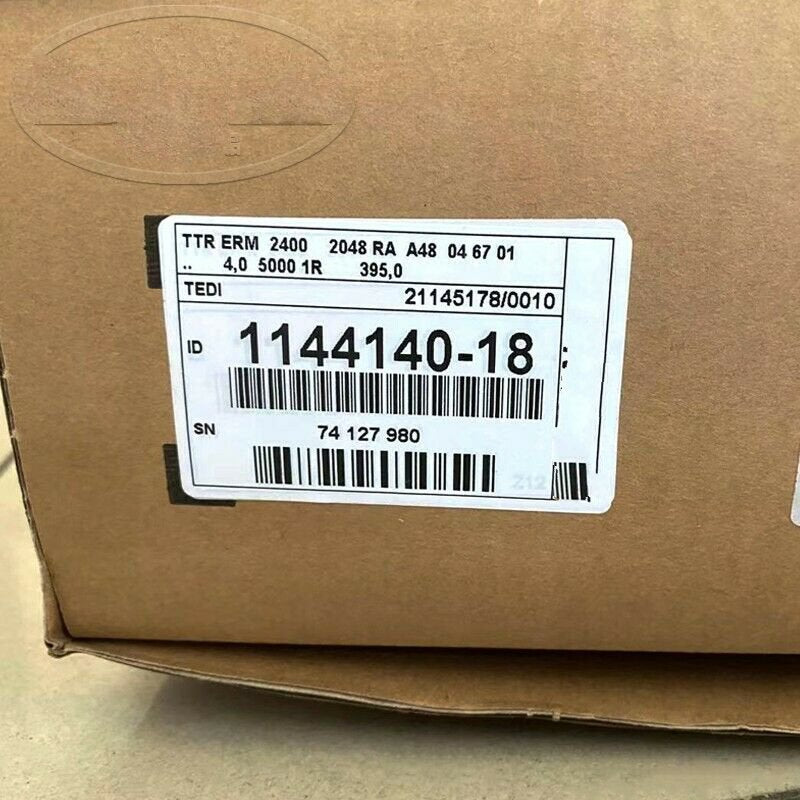 TTR ERM 2400 2048 RA A48 04 67 01
.. 4,0 5000 1R 395,0
TEDI 21145178/0010
ID 1144140-18
SN 74 127 980
Z12